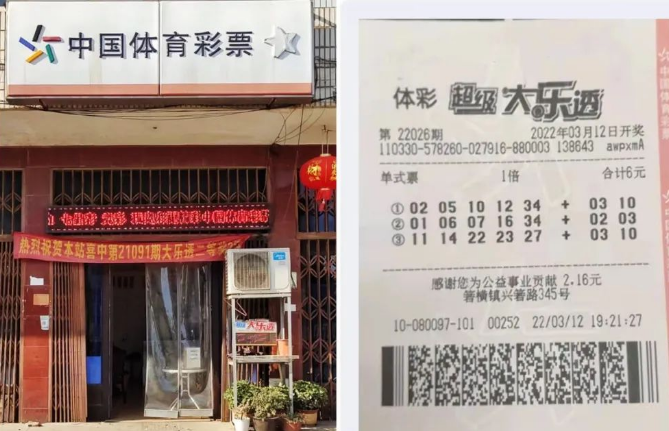 中国体育彩票
热烈祝贺本站喜中第21091期大乐透二等奖
大乐透
体彩 超级大乐透
第 22026期 2022年03月12日开奖
110330-578260-027916-880003 138643 awpxmA
单式票 1倍 合计6元
① 02 05 10 12 34 + 03 10
② 01 06 07 16 34 + 02 03
③ 11 14 22 23 27 + 03 10
感谢您为公益事业贡献 2.16元
箬横镇兴箬路345号
10-080097-101 00252 22/03/12 19:21:27